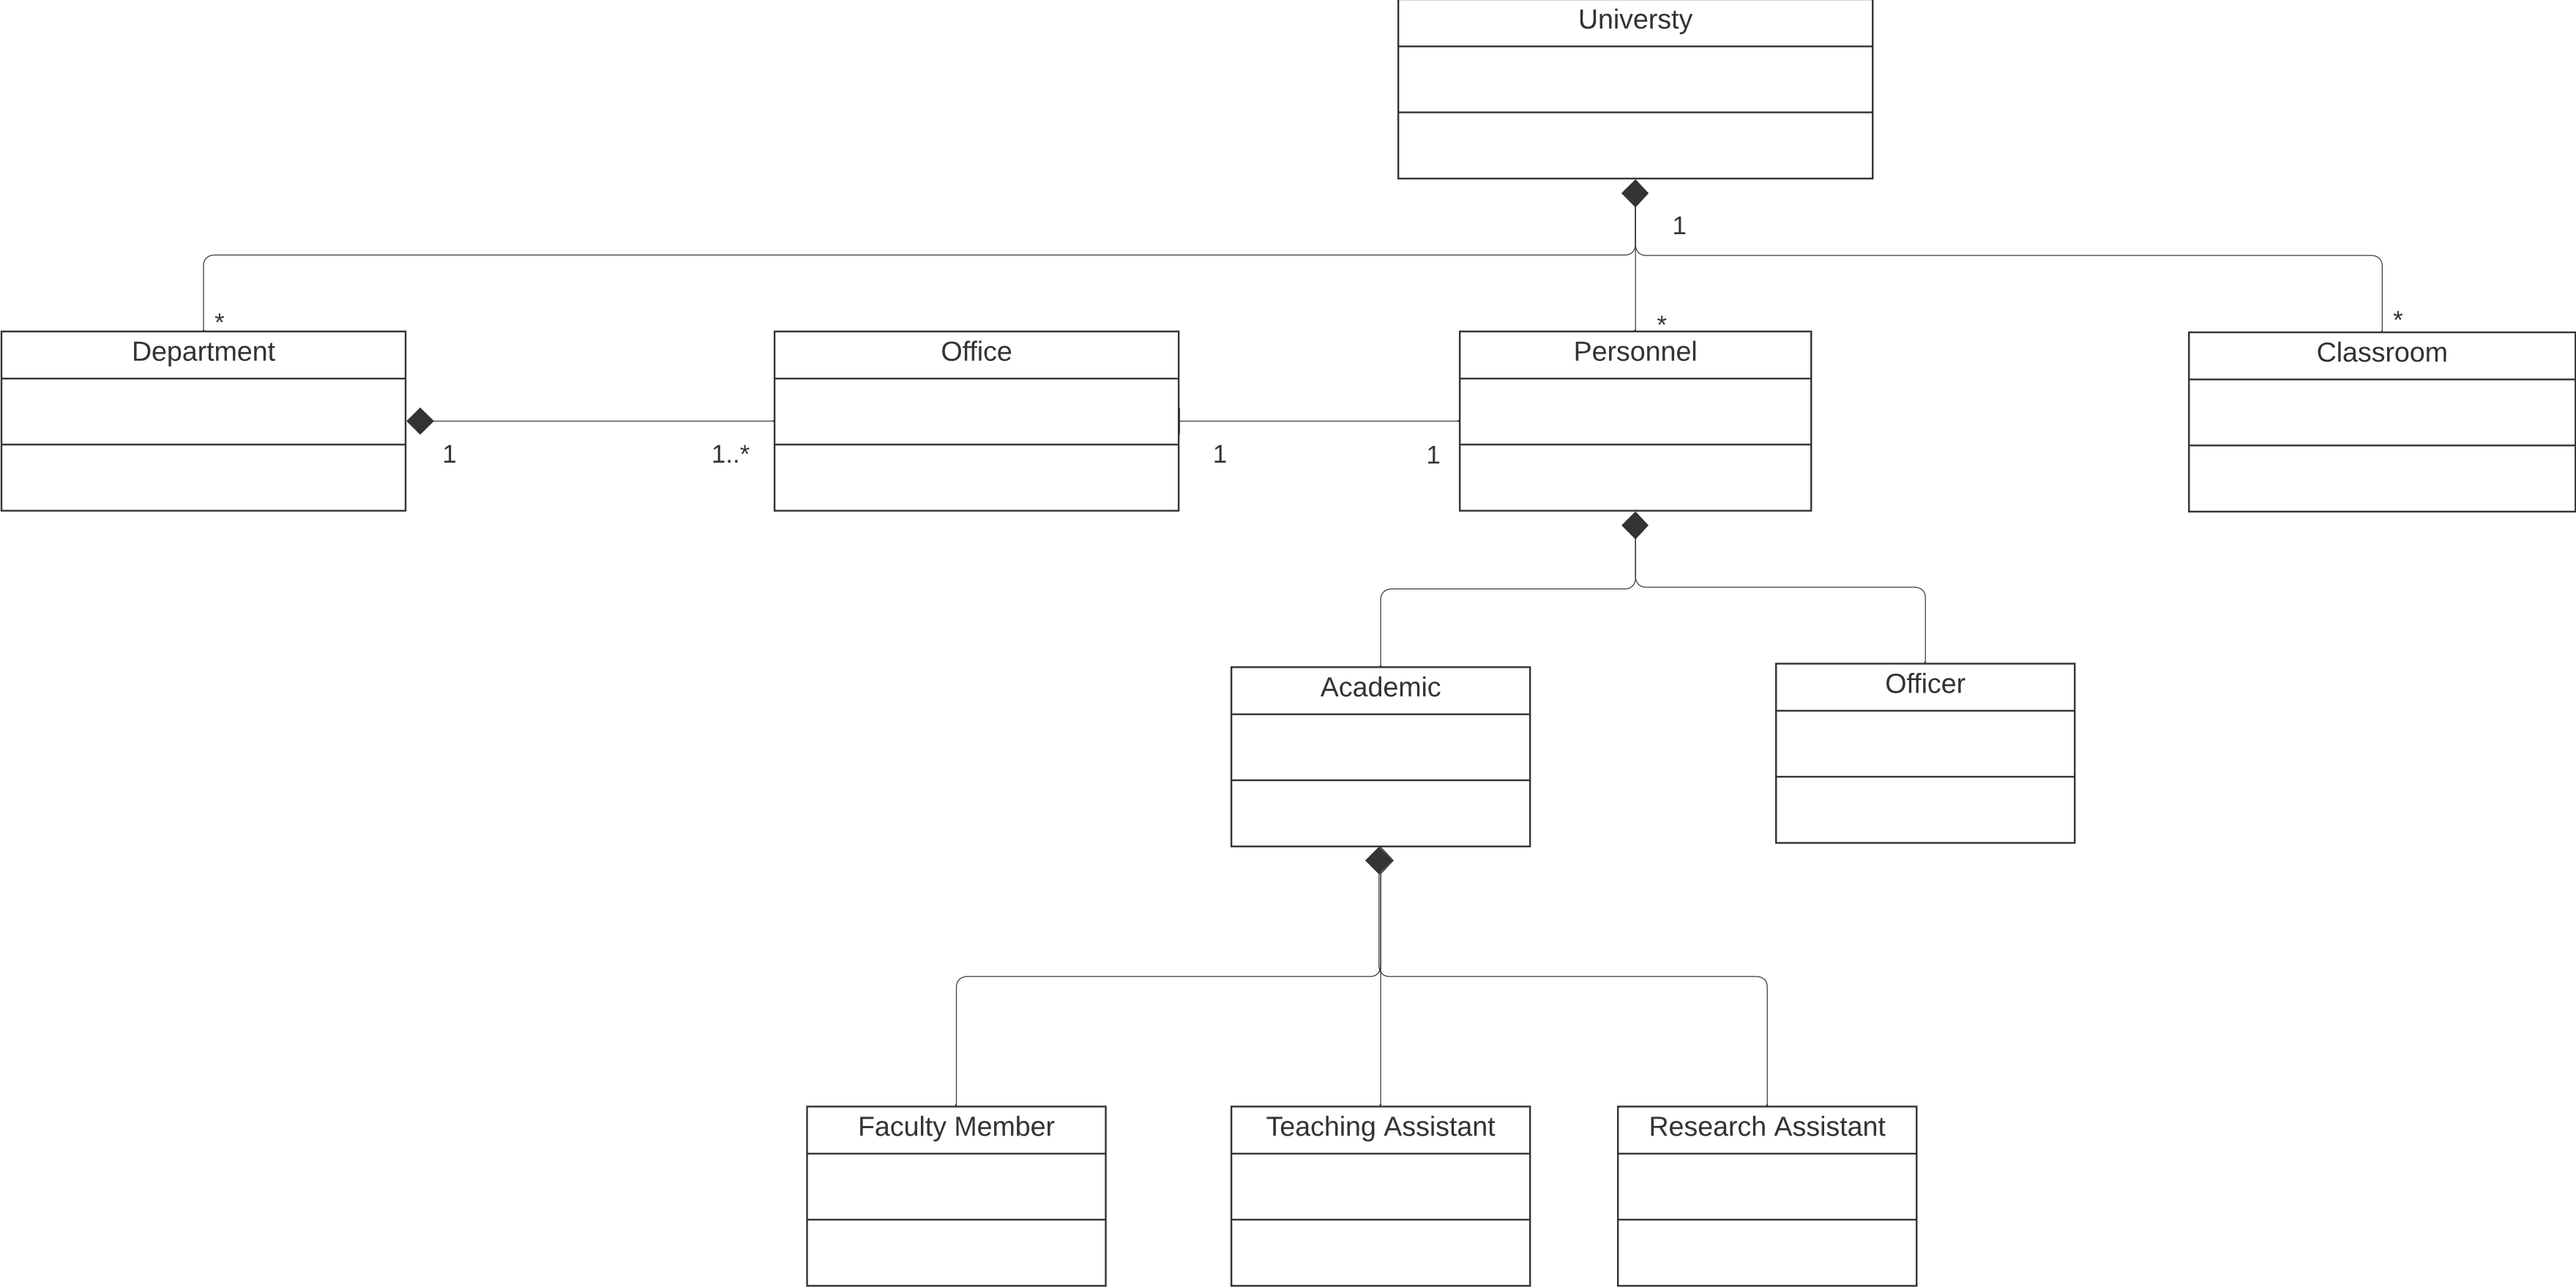 Universty
1
*
*
*
Department
Office
Personnel
Classroom
1
1..*
1
1
Academic
Officer
Faculty Member
Teaching Assistant
Research Assistant